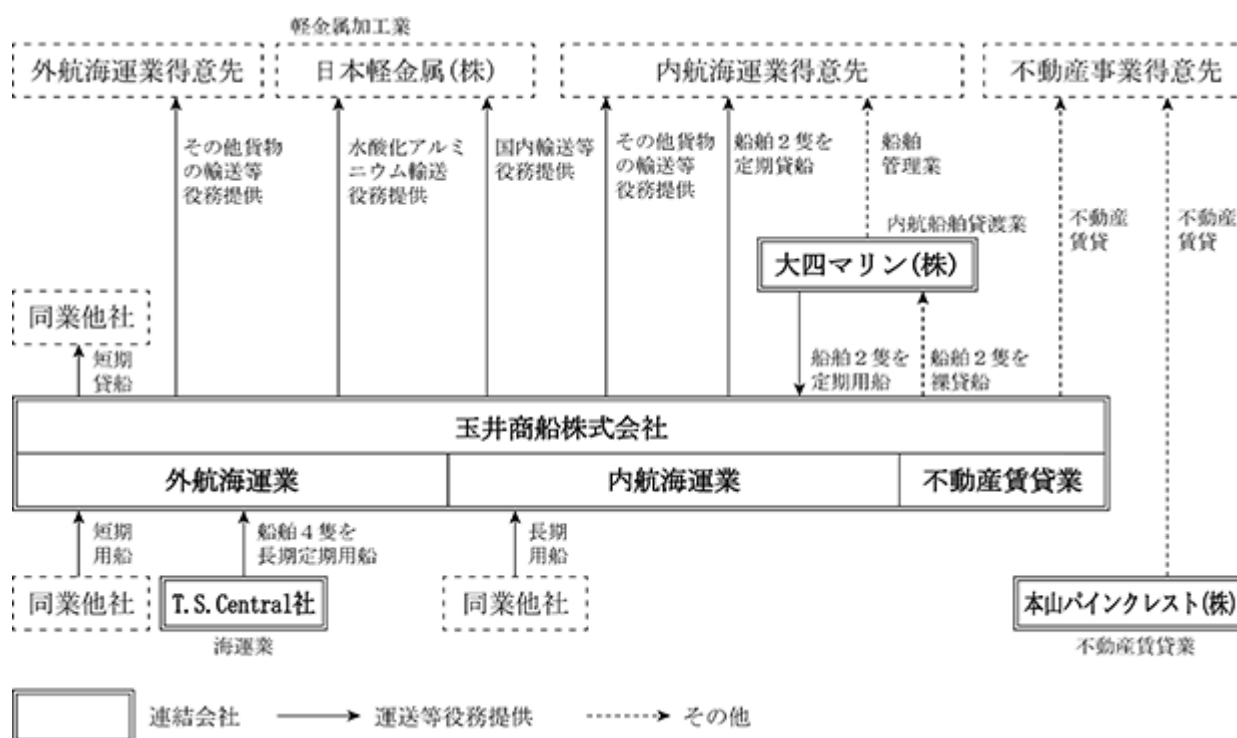 軽金属加工業
外航海運業得意先
日本軽金属(株)
内航海運業得意先
不動産事業得意先
その他貨物
の輸送等
役務提供
水酸化アルミ
ニウム輸送
役務提供
国内輸送等
役務提供
その他貨物
の輸送等
役務提供
船舶2隻を
定期貸船
船舶
管理業
不動産
賃貸
不動産
賃貸
内航船舶貸渡業
大四マリン(株)
同業他社
短期
貸船
船舶2隻を
定期用船
船舶2隻を
裸貸船
玉井商船株式会社
外航海運業
内航海運業
不動産賃貸業
短期
用船
船舶4隻を
長期定期用船
長期
用船
同業他社
T.S.Central社
海運業
同業他社
本山パインクレスト(株)
不動産賃貸業
連結会社
運送等役務提供
その他